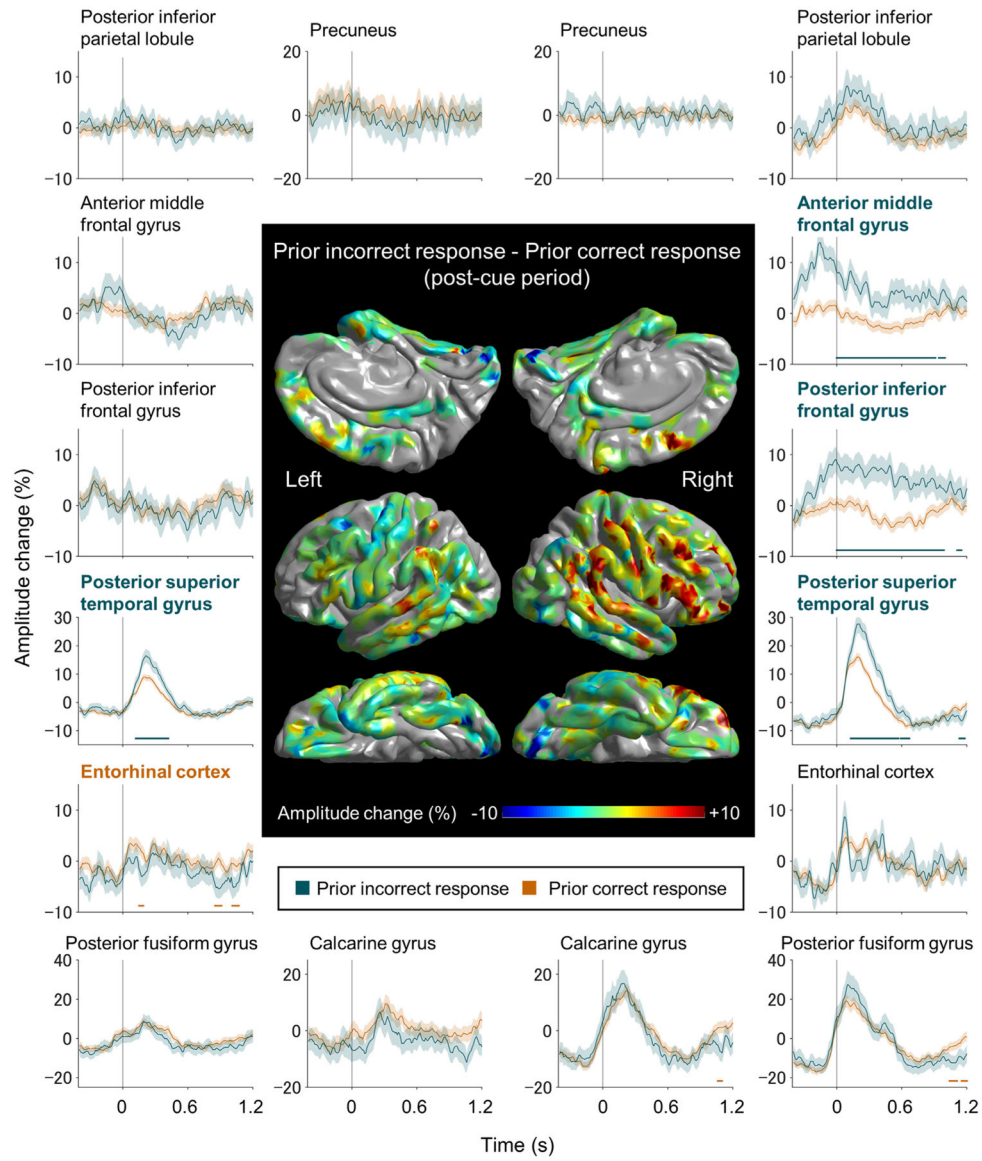 Posterior inferior
parietal lobule
10
0
−10
Precuneus
20
0
−20
Precuneus
20
0
−20
Posterior inferior
parietal lobule
10
0
−10
Anterior middle
frontal gyrus
10
0
−10
Anterior middle
frontal gyrus
10
0
−10
Prior incorrect response - Prior correct response
(post-cue period)
Left
Right
Amplitude change (%)
-10
+10
Posterior inferior
frontal gyrus
10
0
−10
Posterior inferior
frontal gyrus
10
0
−10
Amplitude change (%)
Posterior superior
temporal gyrus
30
20
10
0
−10
Posterior superior
temporal gyrus
30
20
10
0
−10
Entorhinal cortex
10
0
−10
Entorhinal cortex
10
0
−10
Prior incorrect response
Prior correct response
Posterior fusiform gyrus
40
20
0
−20
0
0.6
1.2
Calcarine gyrus
20
0
−20
0
0.6
1.2
Calcarine gyrus
20
0
−20
0
0.6
1.2
Posterior fusiform gyrus
40
20
0
−20
0
0.6
1.2
Time (s)